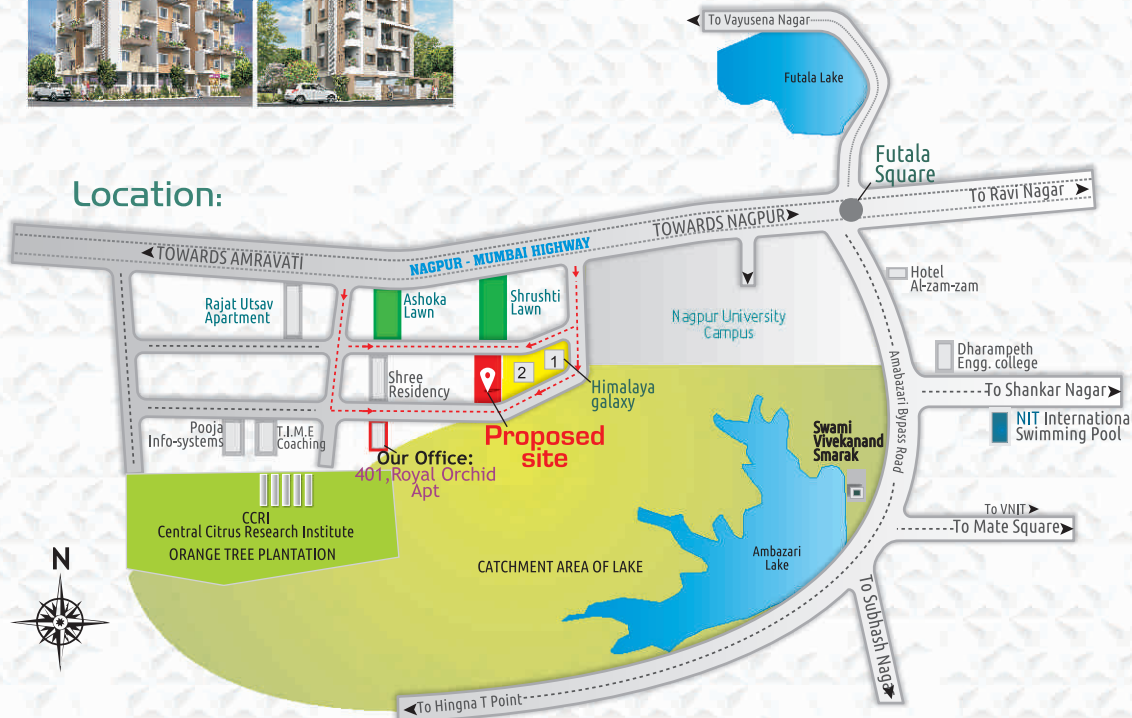 To Vayusena Nagar
Futala Lake
Futala
Square
Location:
To Ravi Nagar
TOWARDS NAGPUR
NAGPUR - MUMBAI HIGHWAY
TOWARDS AMRAVATI
Hotel
Al-zam-zam
Rajat Utsav
Apartment
Ashoka
Lawn
Shrushti
Lawn
Nagpur University
Campus
Amabazari Bypass Road
Dharampeth
Engg. college
1
2
Shree
Residency
Himalaya
galaxy
To Shankar Nagar
NIT Internationa
Swimming Pool
Pooja
Info-systems
T.I.M.E
Coaching
Proposed
site
Swami
Vivekanand
Smarak
Our Office:
401,Royal Orchid
Apt
To VNIT
To Mate Square
CCRI
Central Citrus Research Institute
ORANGE TREE PLANTATION
N
CATCHMENT AREA OF LAKE
Ambazari
Lake
To Subhash Nagar
To Hingna T Point